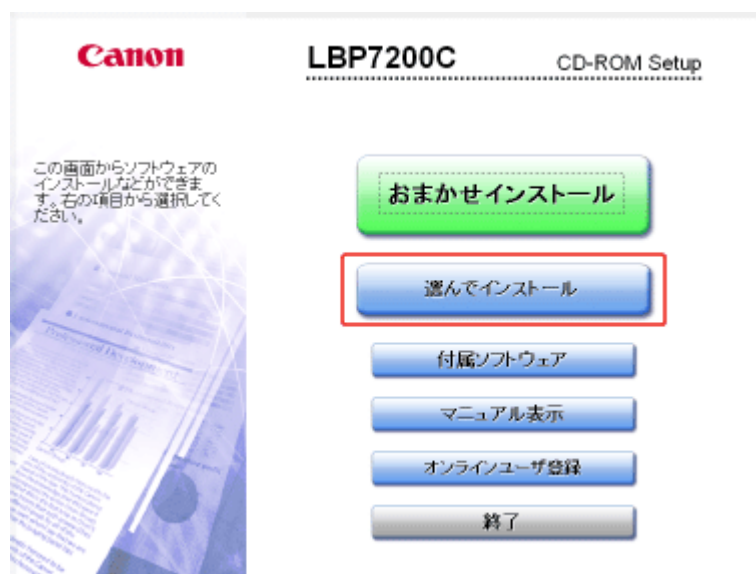 Canon
LBP7200C
CD-ROM Setup
この画面からソフトウェアの
インストールなどができま
す。右の項目から選択してく
ださい。
おまかせインストール
選んでインストール
付属ソフトウェア
マニュアル表示
オンラインユーザ登録
終了